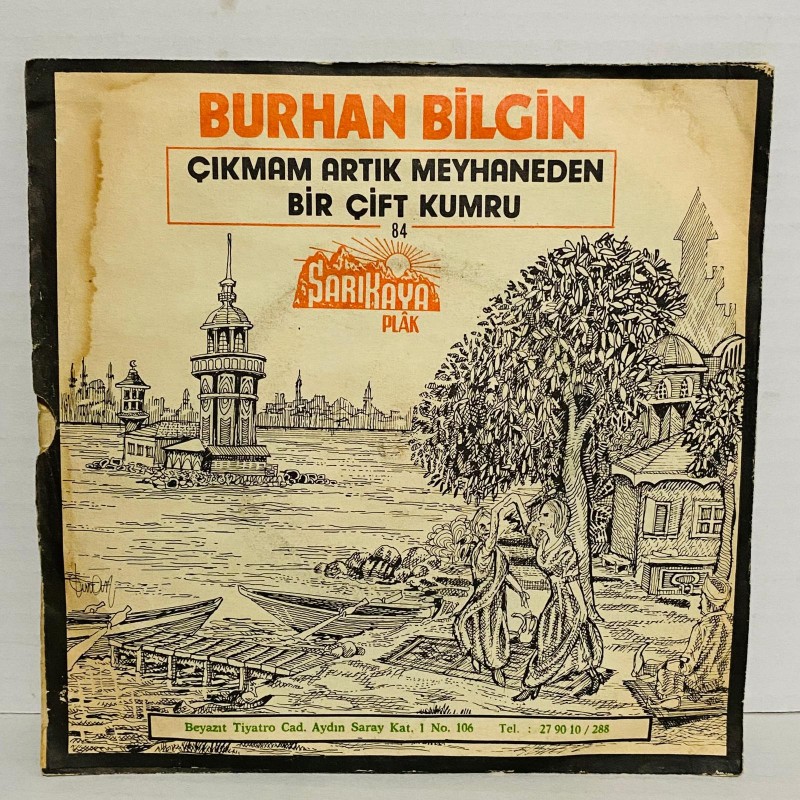 BURHAN BİLGİN
ÇIKMAM ARTIK MEYHANEDEN
BİR ÇİFT KUMRU
84
SARIKAYA
PLÂK
Beyazıt Tiyatro Cad. Aydın Saray Kat. 1 No. 106 Tel. : 27 90 10 / 288